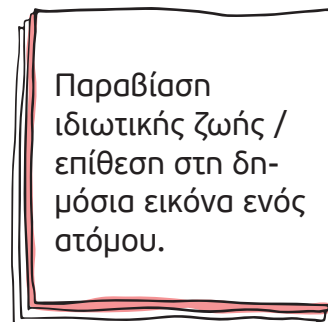 Παραβίαση
ιδιωτικής ζωής /
επίθεση στη δη-
μόσια εικόνα ενός
ατόμου.